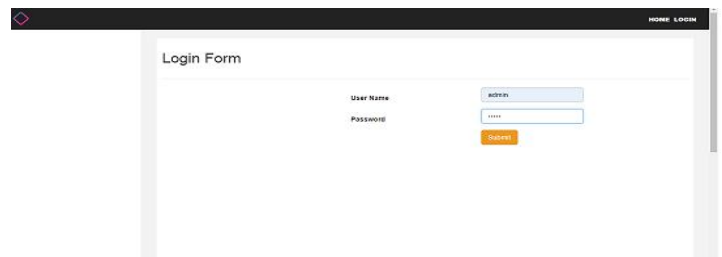 HOME LOGIN
Login Form
User Name admin
Password •••••
Submit